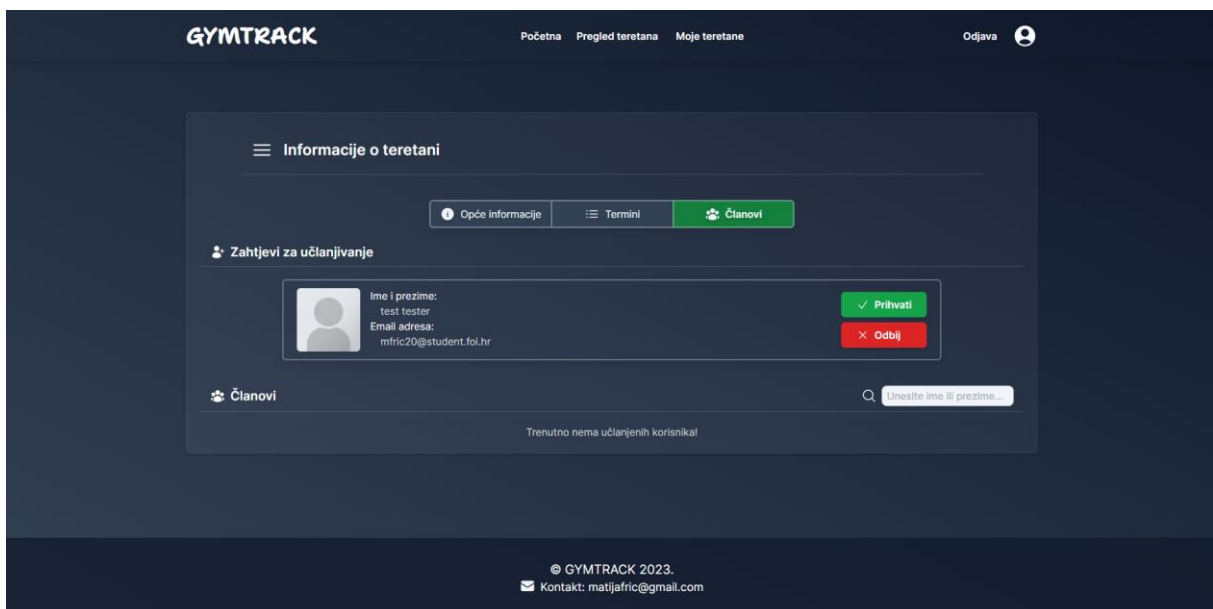 GYMTRACK
Početna Pregled teretana Moje teretane
Odjava
Informacije o teretani
Opće informacije
Termini
Članovi
Zahtjevi za učlanjivanje
Ime i prezime:
test tester
Email adresa:
mfric20@student.foi.hr
Prihvati
Odbij
Članovi
Unesite ime ili prezime...
Trenutno nema učlanjenih korisnika!
© GYMTRACK 2023.
Kontakt: matijafric@gmail.com